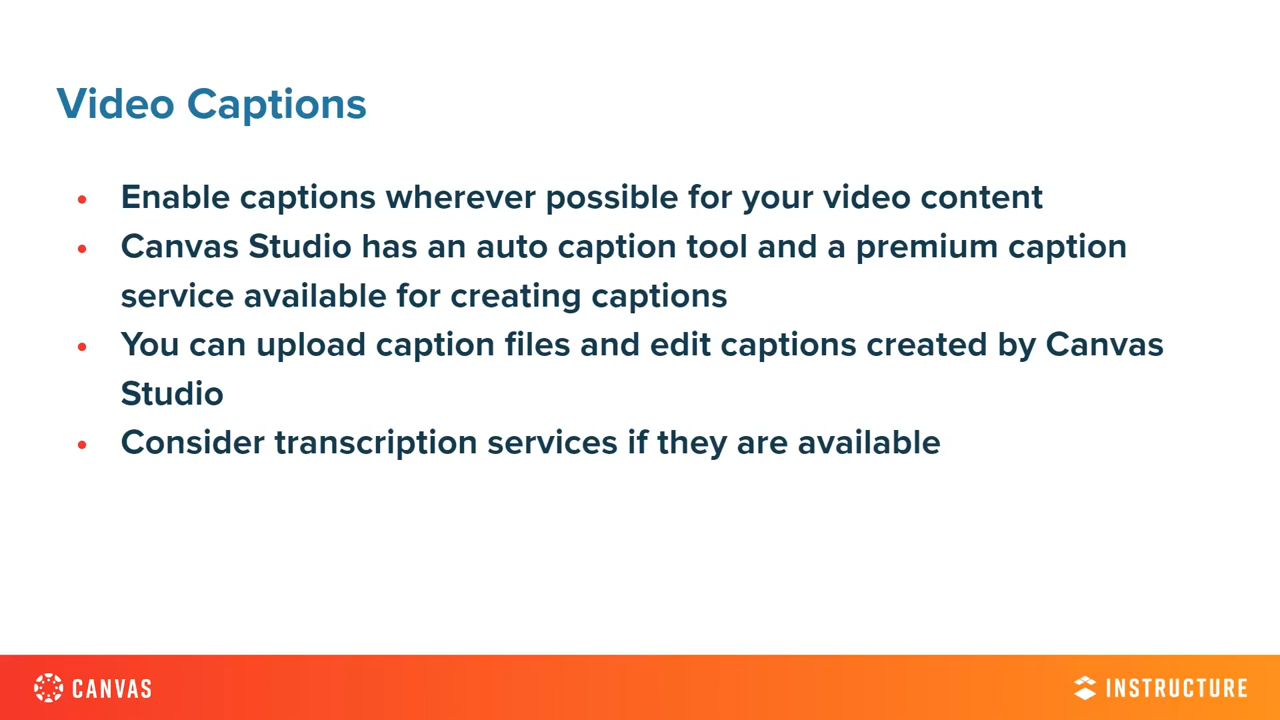 Video Captions
• Enable captions wherever possible for your video content
• Canvas Studio has an auto caption tool and a premium caption
service available for creating captions
• You can upload caption files and edit captions created by Canvas
Studio
• Consider transcription services if they are available
CANVAS
INSTRUCTURE